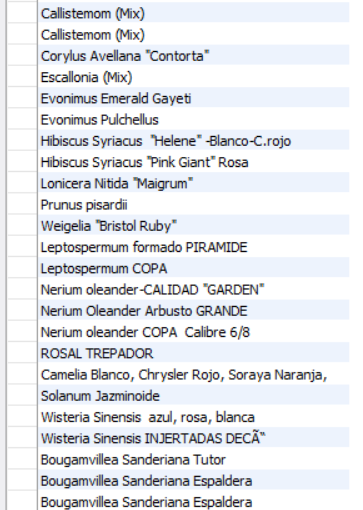 Callistemom (Mix)
Callistemom (Mix)
Corylus Avellana "Contorta"
Escallonia (Mix)
Evonimus Emerald Gayeti
Evonimus Pulchellus
Hibiscus Syriacus  "Helene" -Blanco-C.rojo
Hibiscus Syriacus "Pink Giant" Rosa
Lonicera Nitida "Maigrum"
Prunus pisardii
Weigelia "Bristol Ruby"
Leptospermum formado PIRAMIDE
Leptospermum COPA
Nerium oleander-CALIDAD "GARDEN"
Nerium Oleander Arbusto GRANDE
Nerium oleander COPA  Calibre 6/8
ROSAL TREPADOR
Camelia Blanco, Chrysler Rojo, Soraya Naranja,
Solanum Jazminoide
Wisteria Sinensis  azul, rosa, blanca
Wisteria Sinensis INJERTADAS DECÃ“
Bougamvillea Sanderiana Tutor
Bougamvillea Sanderiana Espaldera
Bougamvillea Sanderiana Espaldera